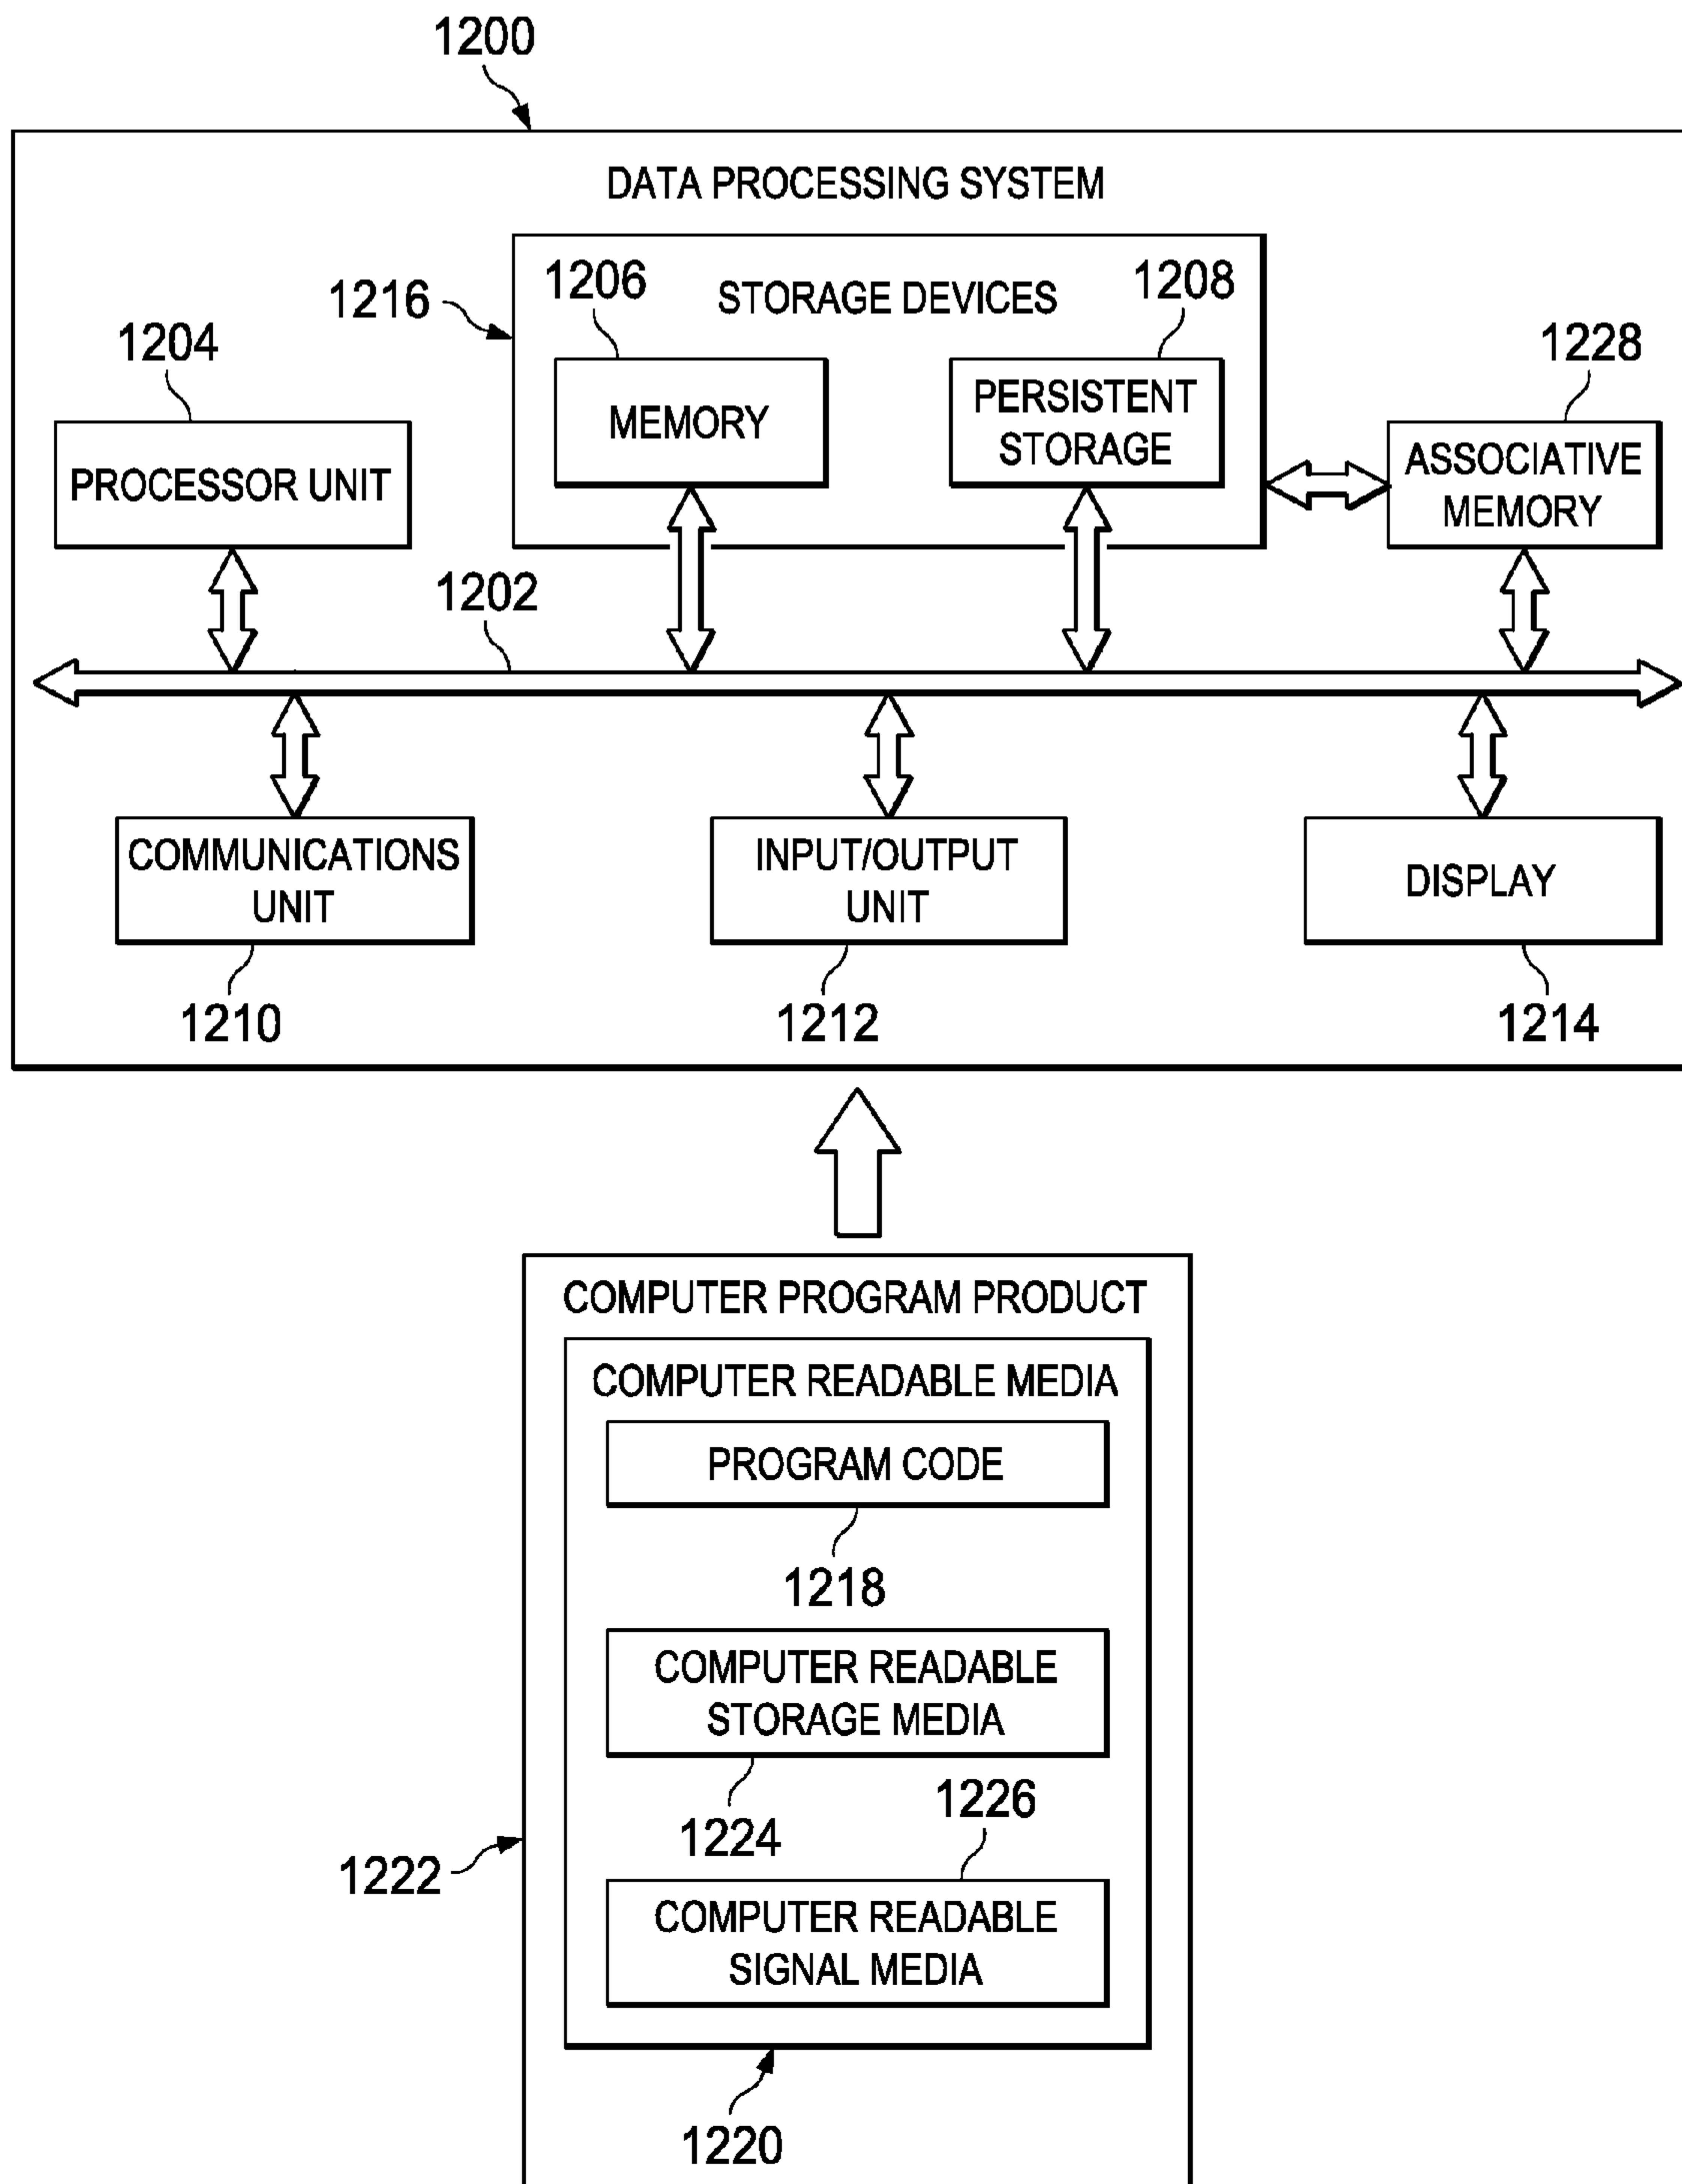 1200
DATA PROCESSING SYSTEM
1216
STORAGE DEVICES
1206
MEMORY
1208
PERSISTENT
STORAGE
1204
PROCESSOR UNIT
1228
ASSOCIATIVE
MEMORY
1202
COMMUNICATIONS
UNIT
1210
INPUT/OUTPUT
UNIT
1212
DISPLAY
1214
COMPUTER PROGRAM PRODUCT
COMPUTER READABLE MEDIA
PROGRAM CODE
1218
COMPUTER READABLE
STORAGE MEDIA
1224
1226
COMPUTER READABLE
SIGNAL MEDIA
1222
1220